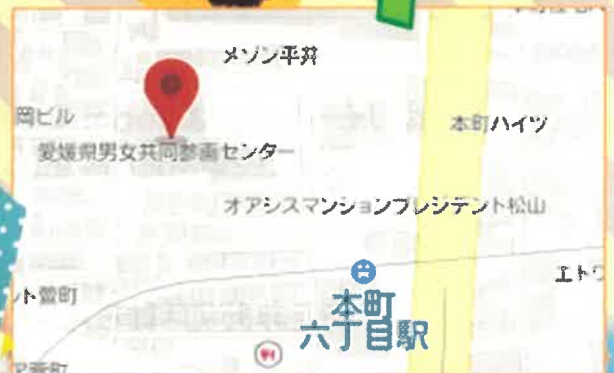 メゾン平井
岡ビル
本町ハイツ
愛媛県男女共同参画センター
オアシスマンションプレジデント松山
ト萱町
本町
六丁目駅